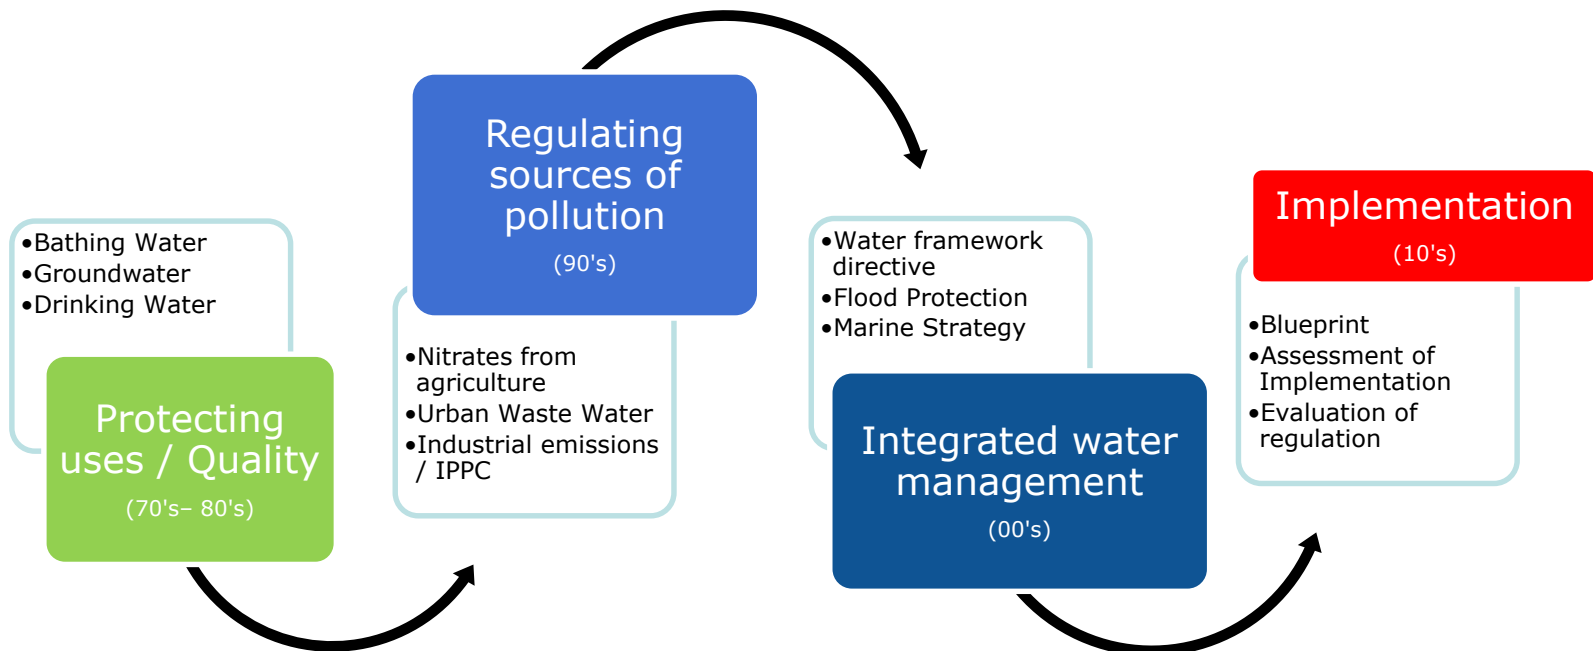 •Bathing Water
•Groundwater
•Drinking Water
Protecting
uses / Quality
(70's– 80's)
Regulating
sources of
pollution
(90's)
•Nitrates from
agriculture
•Urban Waste Water
•Industrial emissions
/ IPPC
•Water framework
directive
•Flood Protection
•Marine Strategy
Integrated water
management
(00's)
Implementation
(10's)
•Blueprint
•Assessment of
Implementation
•Evaluation of
regulation